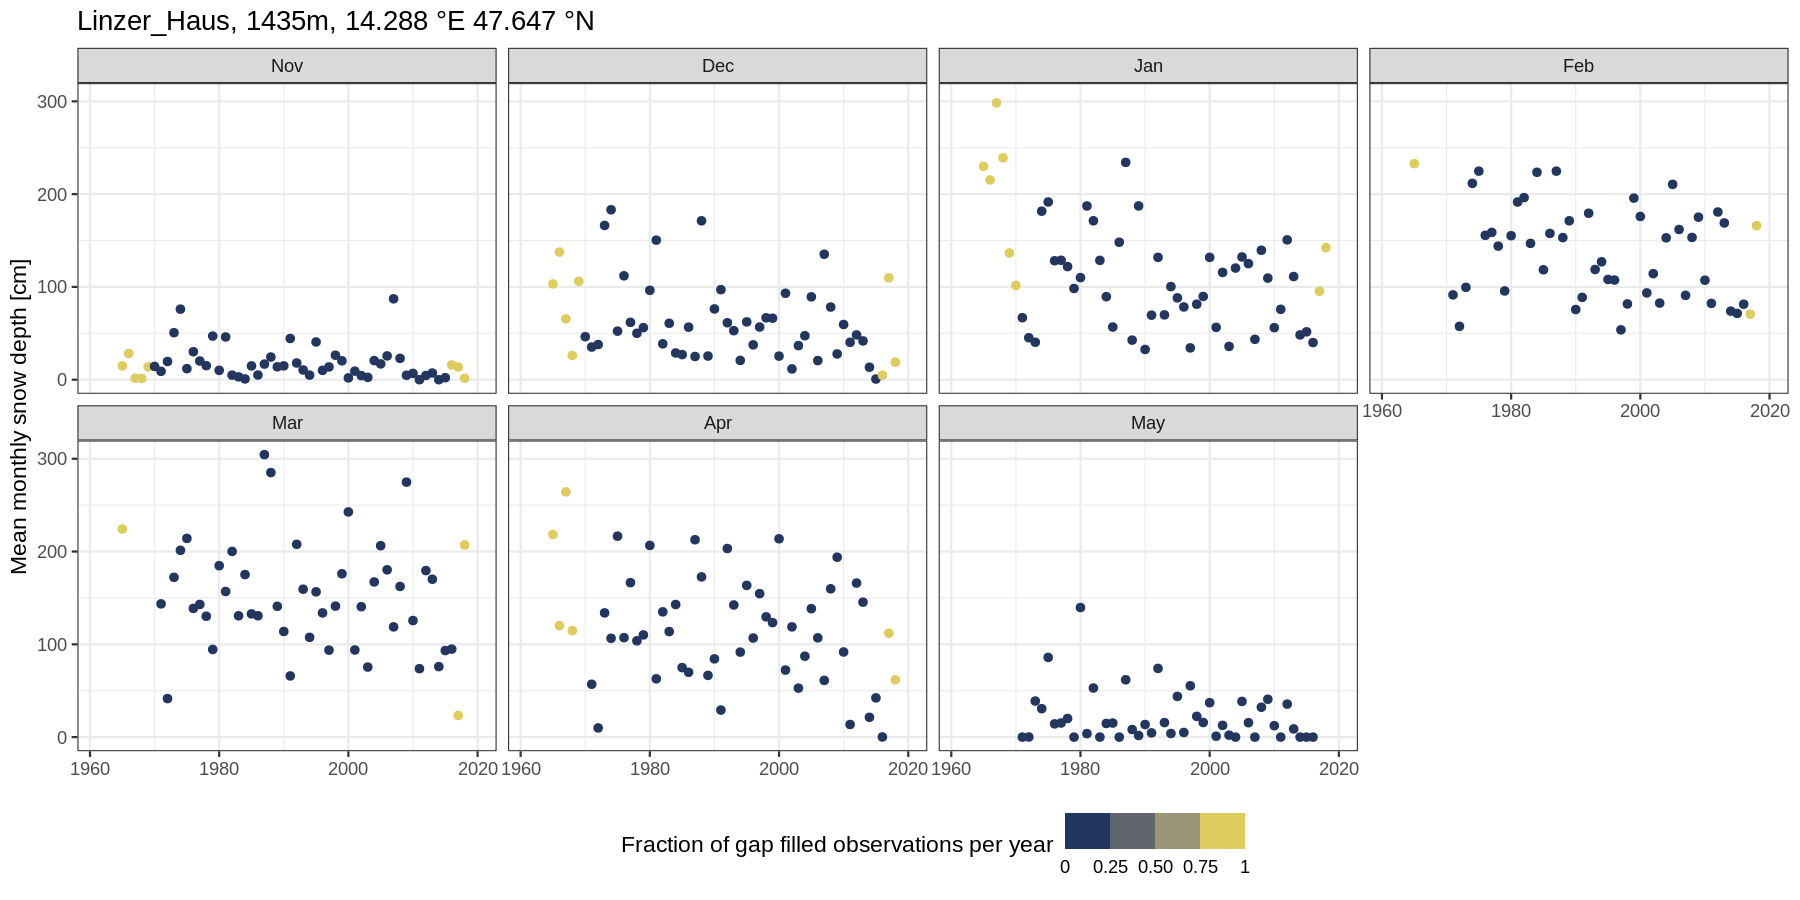 Linzer_Haus, 1435m, 14.288 °E 47.647 °N
Nov Dec Jan Feb
300
200
100
0
1960 1980 2000 2020
Mar Apr May
300
200
100
0
1960 1980 2000 2020 1960 1980 2000 2020 1960 1980 2000 2020
Mean monthly snow depth [cm]
Fraction of gap filled observations per year
0 0.25 0.50 0.75 1